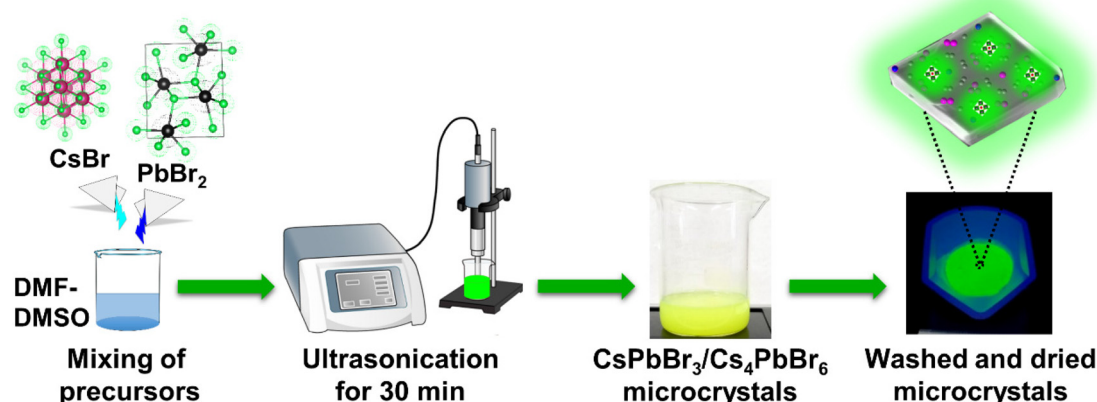 CsBr
PbBr₂
DMF-
DMSO
Mixing of
precursors
Ultrasonication
for 30 min
CsPbBr₃/Cs₄PbBr₆
microcrystals
Washed and dried
microcrystals